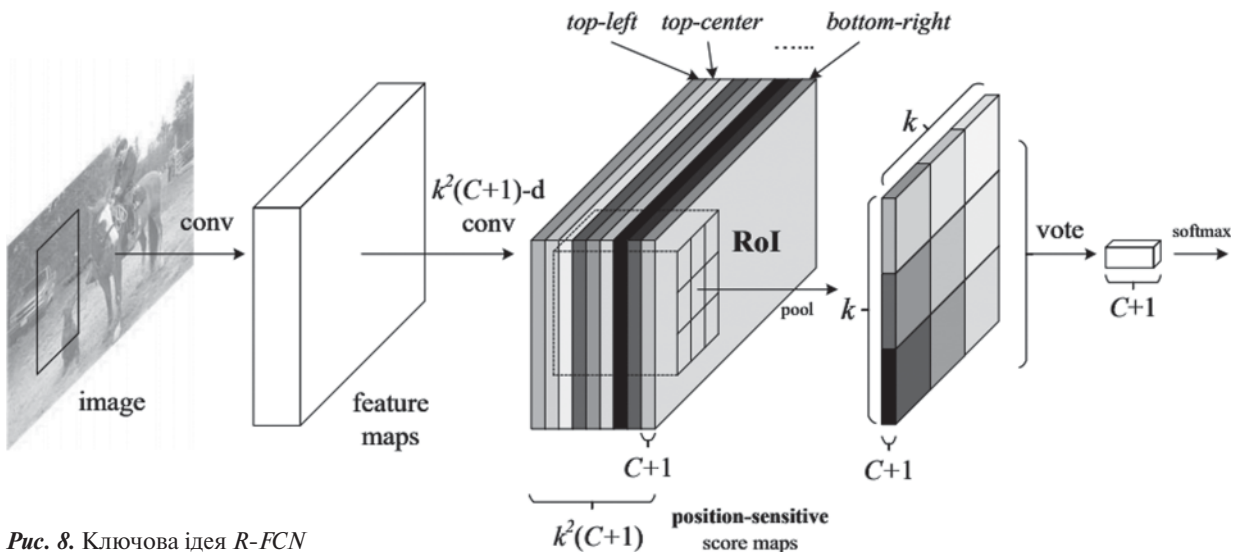 top-left top-center ...... bottom-right
conv
k²(C+1)-d
conv
RoI
pool
k
k
vote
softmax
image
feature
maps
C+1
C+1
C+1
k²(C+1)
position-sensitive
score maps
Рис. 8. Ключова ідея R-FCN